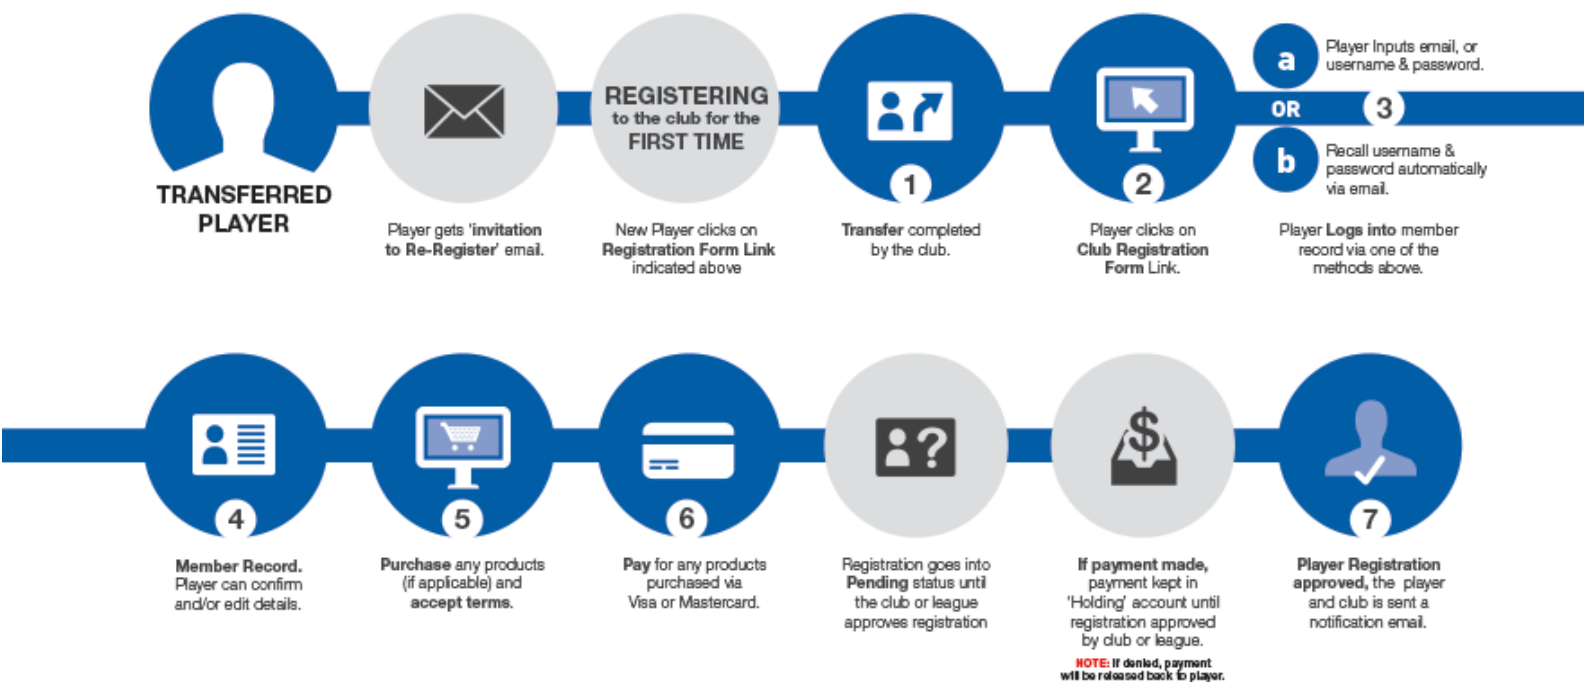 TRANSFERRED
PLAYER
Player gets 'invitation
to Re-Register' email.
REGISTERING
to the club for the
FIRST TIME
New Player clicks on
Registration Form Link
indicated above
1
Transfer completed
by the club.
2
Player clicks on
Club Registration
Form Link.
a
Player Inputs email, or
username & password.
OR
3
b
Recall username &
password automatically
via email.
Player Logs into member
record via one of the
methods above.
4
Member Record.
Player can confirm
and/or edit details.
5
Purchase any products
(if applicable) and
accept terms.
6
Pay for any products
purchased via
Visa or Mastercard.
?
Registration goes into
Pending status until
the club or league
approves registration
$
If payment made,
payment kept in
'Holding' account until
registration approved
by club or league.
NOTE: If denied, payment
will be released back to player.
7
Player Registration
approved, the player
and club is sent a
notification email.